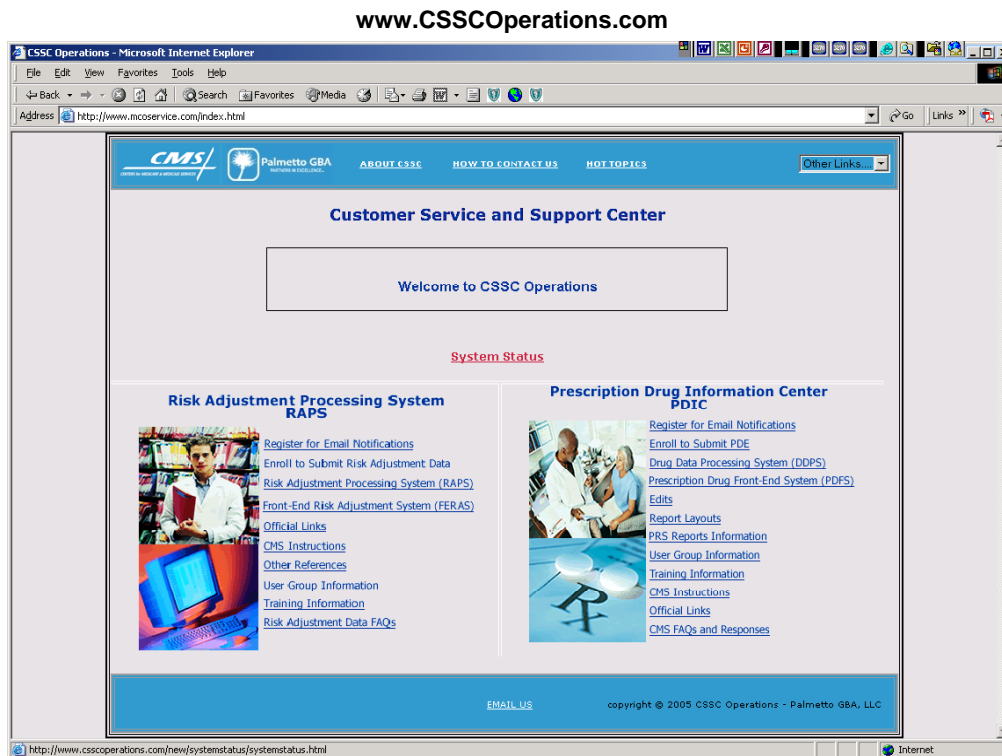 www.CSSCOperations.com
CSSC Operations - Microsoft Internet Explorer
File Edit View Favorites Tools Help
Back Search Favorites Media
Address http://www.mcoservice.com/index.html Go Links »
CMS Palmetto GBA ABOUT CSSC HOW TO CONTACT US HOT TOPICS Other Links....
CENTERS for MEDICARE & MEDICAID SERVICES PARTNERS IN EXCELLENCE.
Customer Service and Support Center
Welcome to CSSC Operations
System Status
Risk Adjustment Processing System
RAPS
Register for Email Notifications
Enroll to Submit Risk Adjustment Data
Risk Adjustment Processing System (RAPS)
Front-End Risk Adjustment System (FERAS)
Official Links
CMS Instructions
Other References
User Group Information
Training Information
Risk Adjustment Data FAQs
Prescription Drug Information Center
PDIC
Register for Email Notifications
Enroll to Submit PDE
Drug Data Processing System (DDPS)
Prescription Drug Front-End System (PDFS)
Edits
Report Layouts
PRS Reports Information
User Group Information
Training Information
CMS Instructions
Official Links
CMS FAQs and Responses
EMAIL US copyright © 2005 CSSC Operations - Palmetto GBA, LLC
http://www.csscoperations.com/new/systemstatus/systemstatus.html Internet